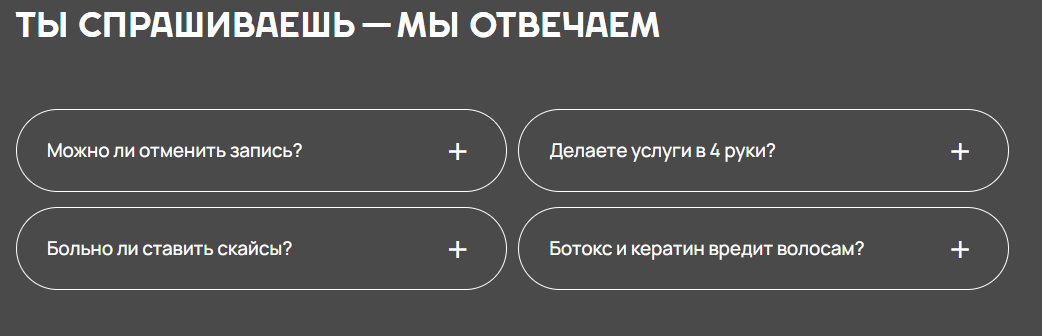 ТЫ СПРАШИВАЕШЬ — МЫ ОТВЕЧАЕМ
Можно ли отменить запись?
Делаете услуги в 4 руки?
Больно ли ставить скайсы?
Ботокс и кератин вредит волосам?